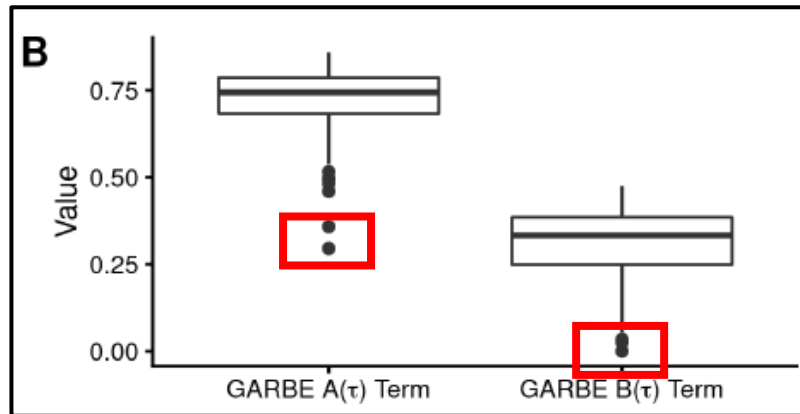 B
Value
0.75
0.50
0.25
0.00
GARBE A(τ) Term
GARBE B(τ) Term